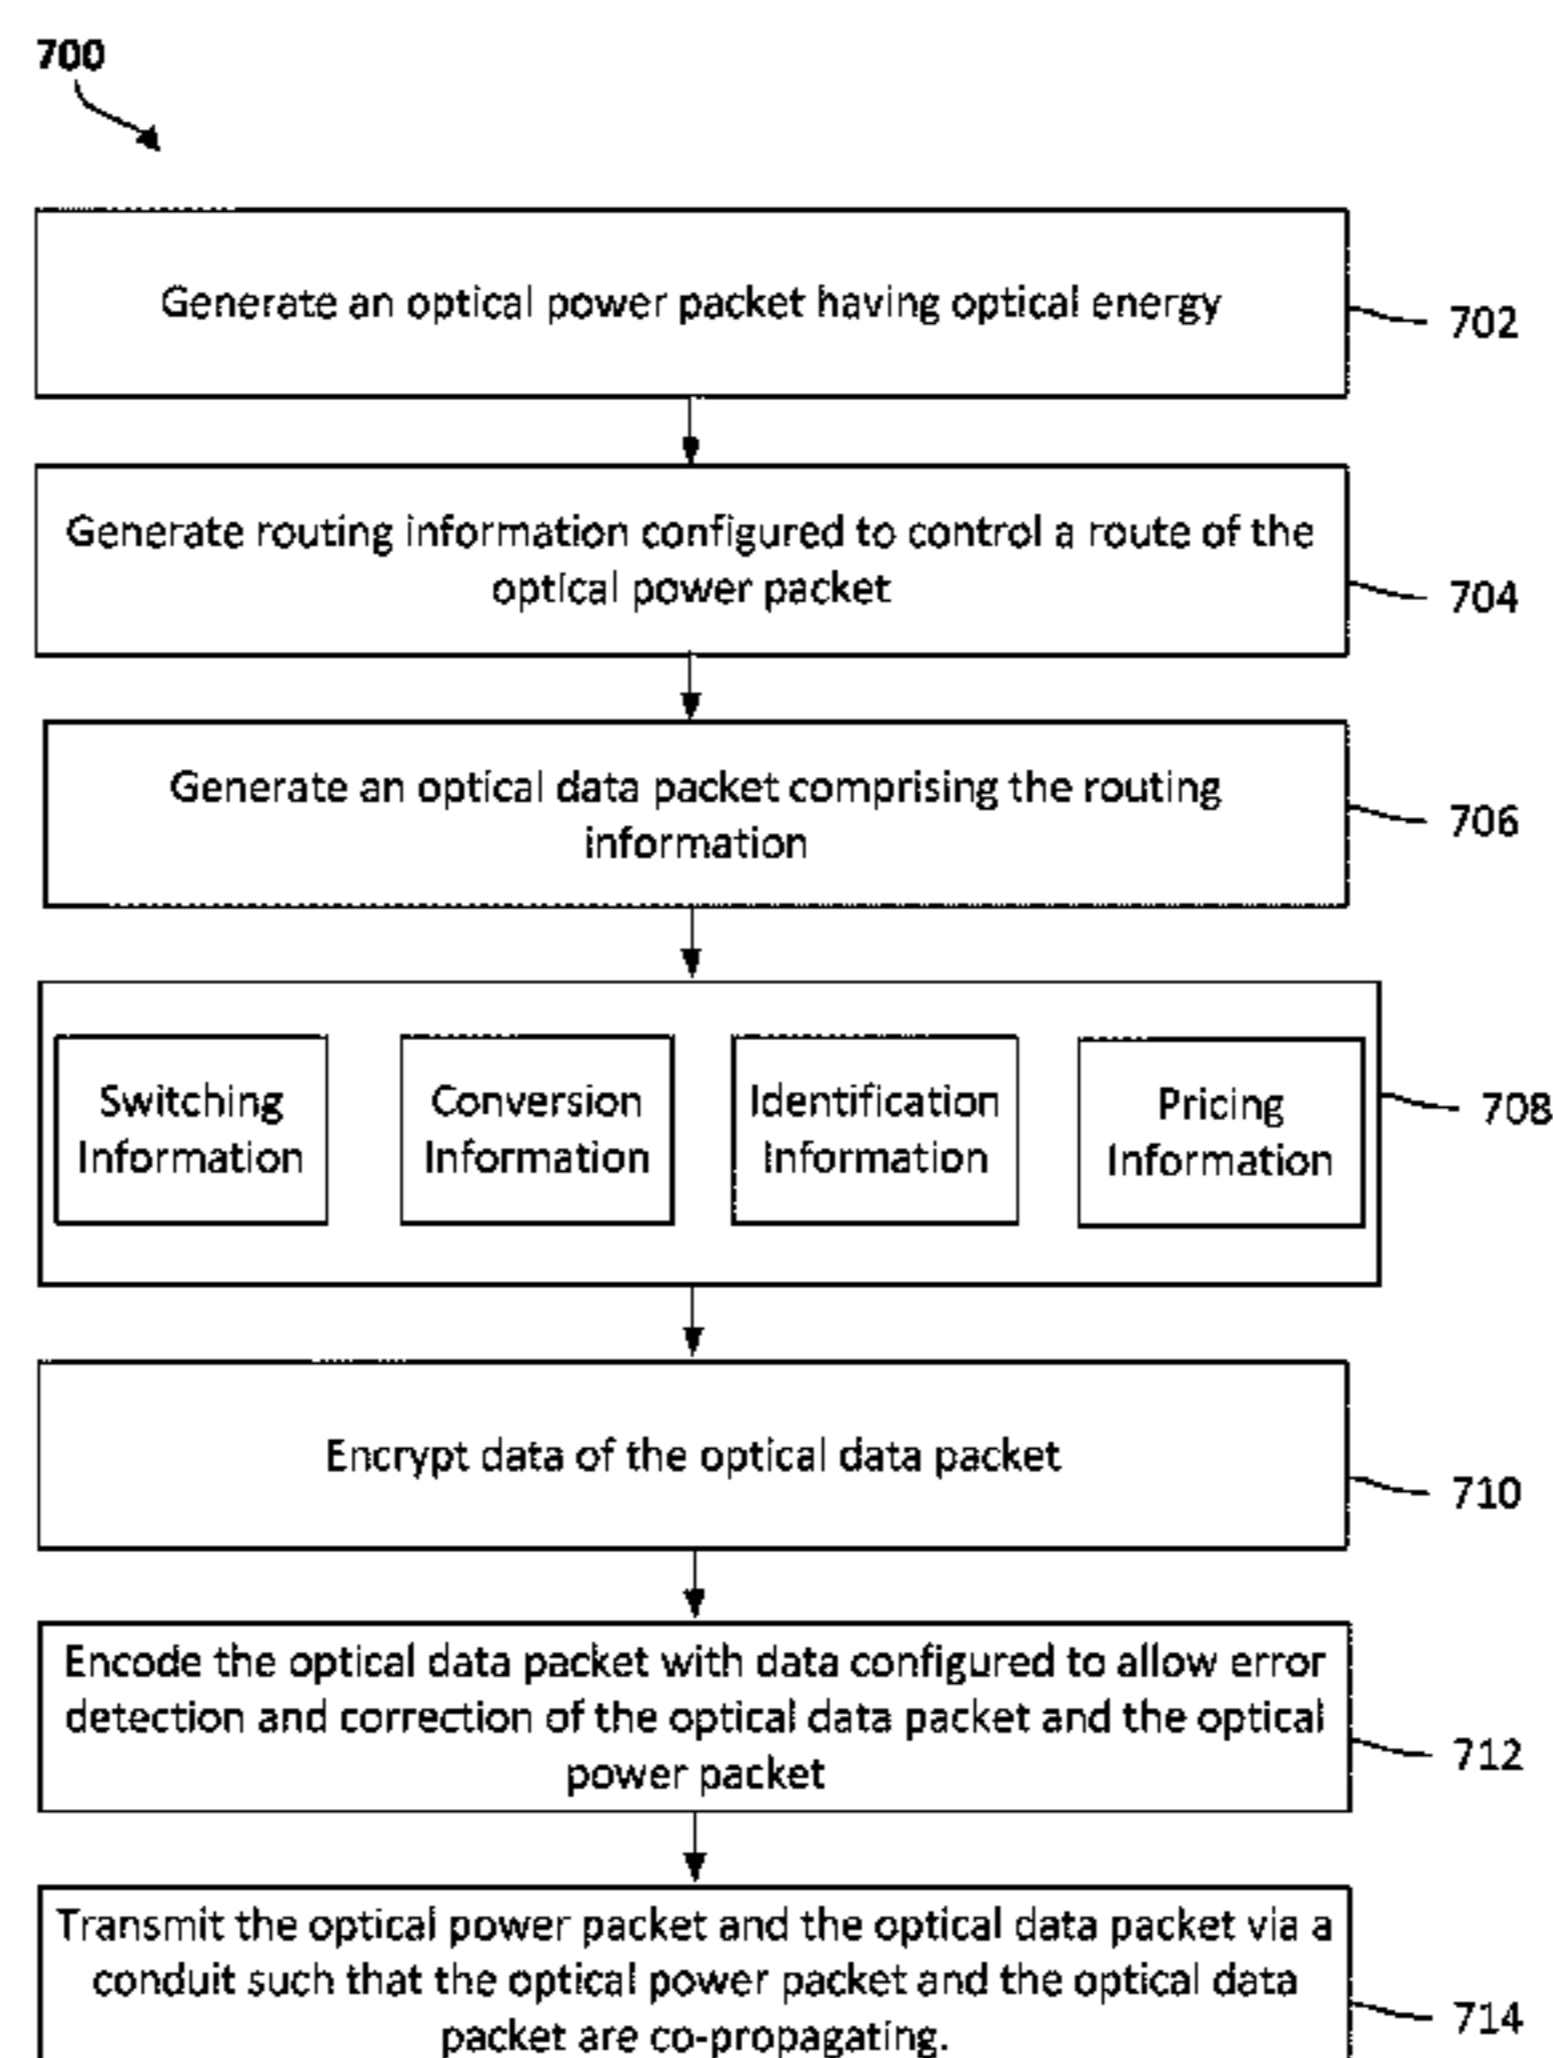 700
Generate an optical power packet having optical energy
702
Generate routing information configured to control a route of the
optical power packet
704
Generate an optical data packet comprising the routing
information
706
Switching
Information
Conversion
Information
Identification
Information
Pricing
Information
708
Encrypt data of the optical data packet
710
Encode the optical data packet with data configured to allow error
detection and correction of the optical data packet and the optical
power packet
712
Transmit the optical power packet and the optical data packet via a
conduit such that the optical power packet and the optical data
packet are co-propagating.
714